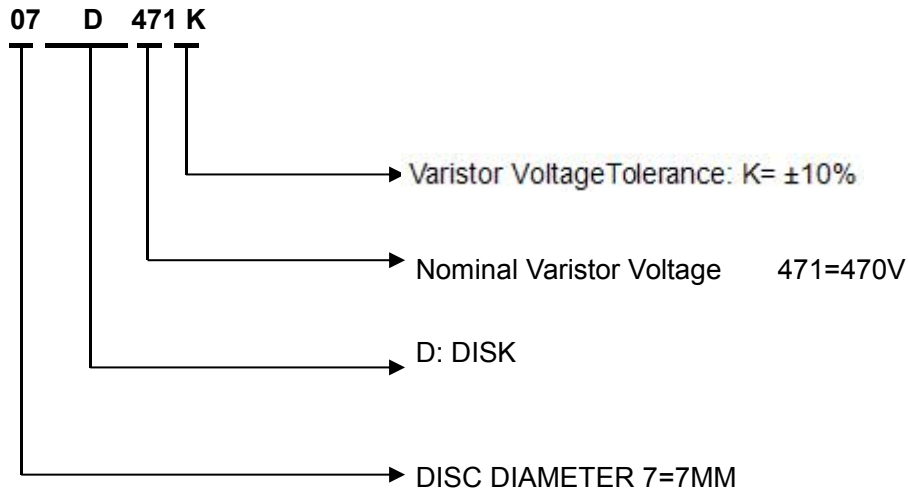 07 D 471 K
Varistor VoltageTolerance: K= ±10%
Nominal Varistor Voltage 471=470V
D: DISK
DISC DIAMETER 7=7MM